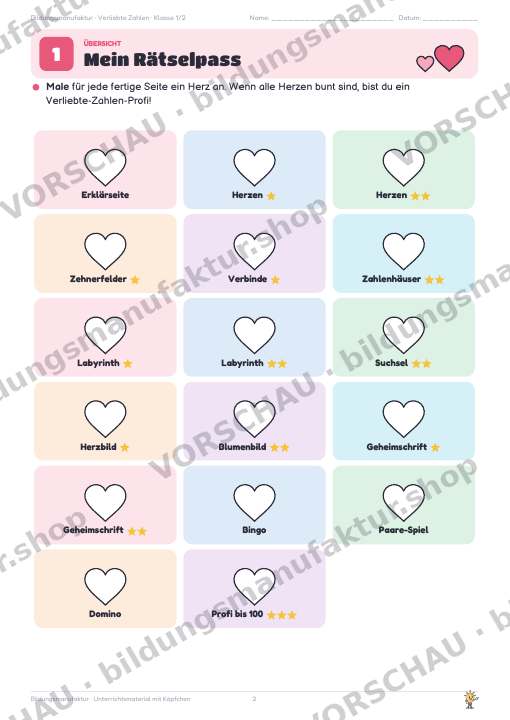 Bildungsmanufaktur · Verliebte Zahlen · Klasse 1/2 Name: Datum:
1
ÜBERSICHT
Mein Rätselpass
Male für jede fertige Seite ein Herz an. Wenn alle Herzen bunt sind, bist du ein
Verliebte-Zahlen-Profi!
Erklärseite
Herzen
Herzen
Zehnerfelder
Verbinde
Zahlenhäuser
Labyrinth
Labyrinth
Suchsel
Herzbild
Blumenbild
Geheimschrift
Geheimschrift
Bingo
Paare-Spiel
Domino
Profi bis 100
Bildungsmanufaktur · Unterrichtsmaterial mit Köpfchen
VORSCHAU · bildungsmanufaktur.shop